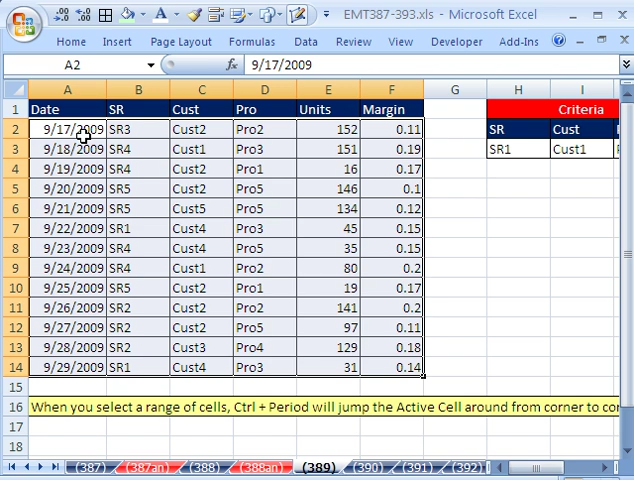 EMT387-393.xls - Microsoft Excel
Home Insert Page Layout Formulas Data Review View Developer Add-Ins
A2 9/17/2009
A B C D E F G H I
1 Date SR Cust Pro Units Margin Criteria
2 9/17/2009 SR3 Cust2 Pro2 152 0.11 SR Cust
3 9/18/2009 SR4 Cust1 Pro3 151 0.19 SR1 Cust1
4 9/19/2009 SR4 Cust2 Pro1 16 0.17
5 9/20/2009 SR5 Cust2 Pro5 146 0.1
6 9/21/2009 SR5 Cust5 Pro5 134 0.12
7 9/22/2009 SR1 Cust4 Pro3 45 0.15
8 9/23/2009 SR4 Cust4 Pro5 35 0.15
9 9/24/2009 SR4 Cust1 Pro2 80 0.2
10 9/25/2009 SR5 Cust2 Pro1 19 0.17
11 9/26/2009 SR2 Cust2 Pro2 141 0.2
12 9/27/2009 SR2 Cust2 Pro5 97 0.11
13 9/28/2009 SR2 Cust3 Pro4 129 0.18
14 9/29/2009 SR1 Cust4 Pro3 31 0.14
15
16 When you select a range of cells, Ctrl + Period will jump the Active Cell around from corner to cor
17
18
(387) (387an) (388) (388an) (389) (390) (391) (392)